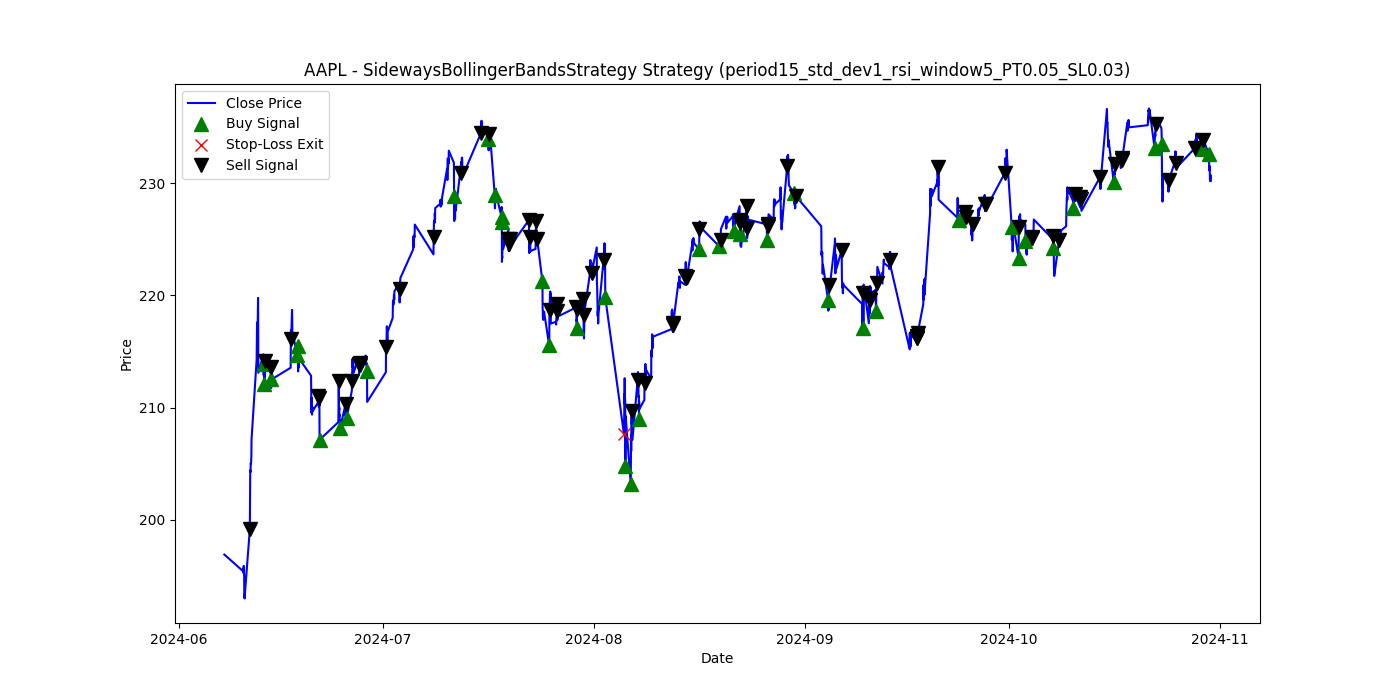 AAPL - SidewaysBollingerBandsStrategy Strategy (period15_std_dev1_rsi_window5_PT0.05_SL0.03)
Close Price
Buy Signal
Stop-Loss Exit
Sell Signal
230
220
210
200
Price
2024-06
2024-07
2024-08
2024-09
2024-10
2024-11
Date